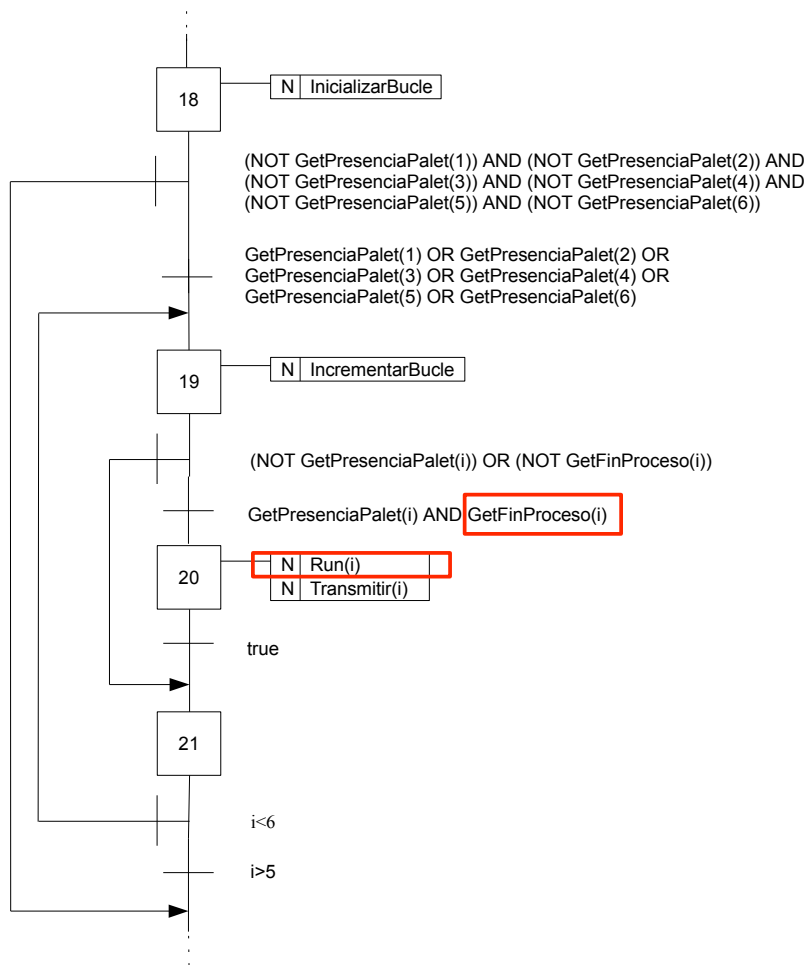 18
N InicializarBucle
(NOT GetPresenciaPalet(1)) AND (NOT GetPresenciaPalet(2)) AND
(NOT GetPresenciaPalet(3)) AND (NOT GetPresenciaPalet(4)) AND
(NOT GetPresenciaPalet(5)) AND (NOT GetPresenciaPalet(6))
GetPresenciaPalet(1) OR GetPresenciaPalet(2) OR
GetPresenciaPalet(3) OR GetPresenciaPalet(4) OR
GetPresenciaPalet(5) OR GetPresenciaPalet(6)
19
N IncrementarBucle
(NOT GetPresenciaPalet(i)) OR (NOT GetFinProceso(i))
GetPresenciaPalet(i) AND GetFinProceso(i)
20
N Run(i)
N Transmitir(i)
true
21
i<6
i>5